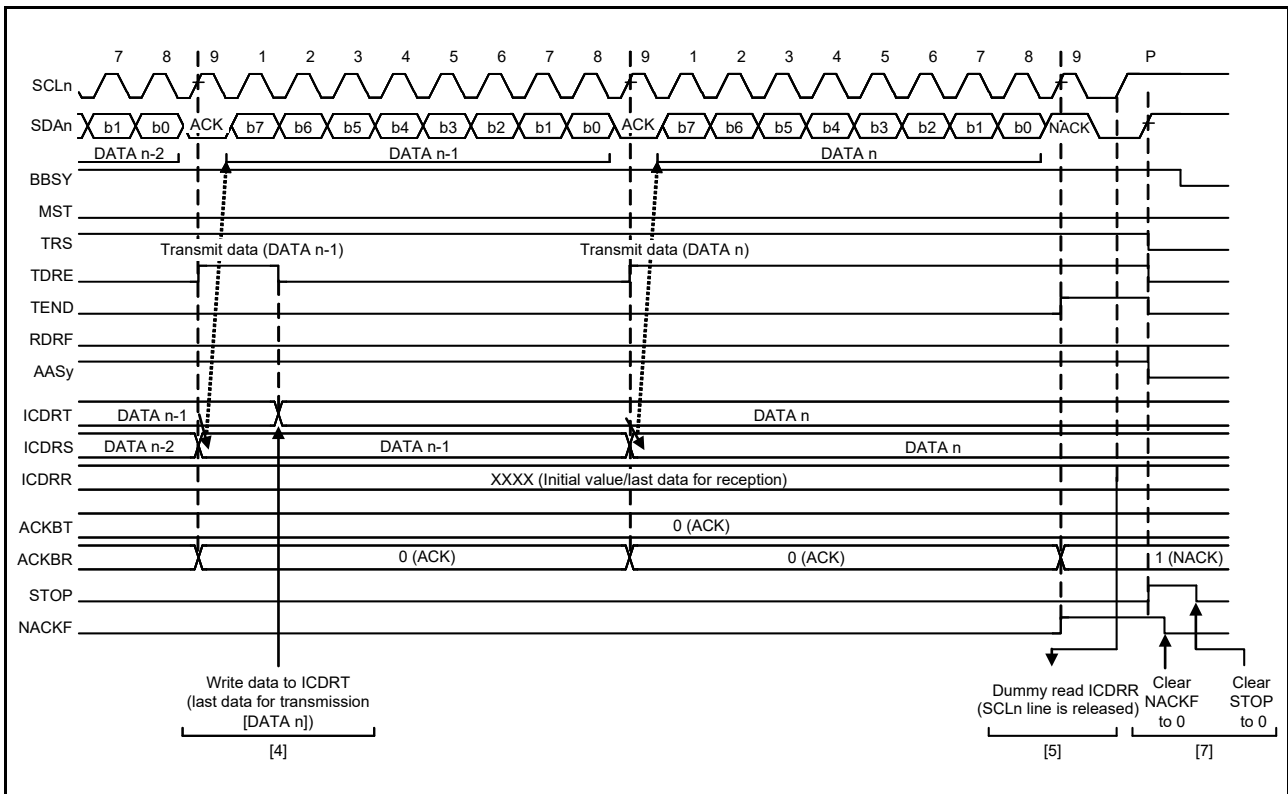 7 8 9 1 2 3 4 5 6 7 8 9 1 2 3 4 5 6 7 8 9 P
SCLn
SDAn b1 b0 ACK b7 b6 b5 b4 b3 b2 b1 b0 ACK b7 b6 b5 b4 b3 b2 b1 b0 NACK
DATA n-2 DATA n-1 DATA n
BBSY
MST
TRS
Transmit data (DATA n-1) Transmit data (DATA n)
TDRE
TEND
RDRF
AASy
ICDRT DATA n-1 DATA n
ICDRS DATA n-2 DATA n-1 DATA n
ICDRR XXXX (Initial value/last data for reception)
ACKBT 0 (ACK)
ACKBR 0 (ACK) 0 (ACK) 1 (NACK)
STOP
NACKF
Write data to ICDRT
(last data for transmission
[DATA n])
[4]
Dummy read ICDRR
(SCLn line is released)
[5]
Clear
NACKF
to 0
Clear
STOP
to 0
[7]